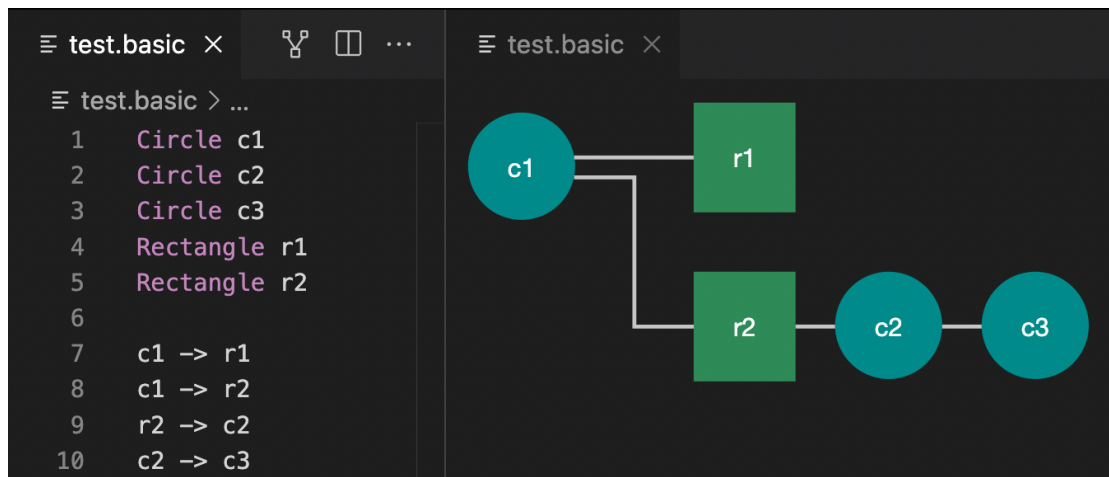 test.basic
test.basic > ...
1 Circle c1
2 Circle c2
3 Circle c3
4 Rectangle r1
5 Rectangle r2
6
7 c1 -> r1
8 c1 -> r2
9 r2 -> c2
10 c2 -> c3
test.basic
c1
r1
r2
c2
c3